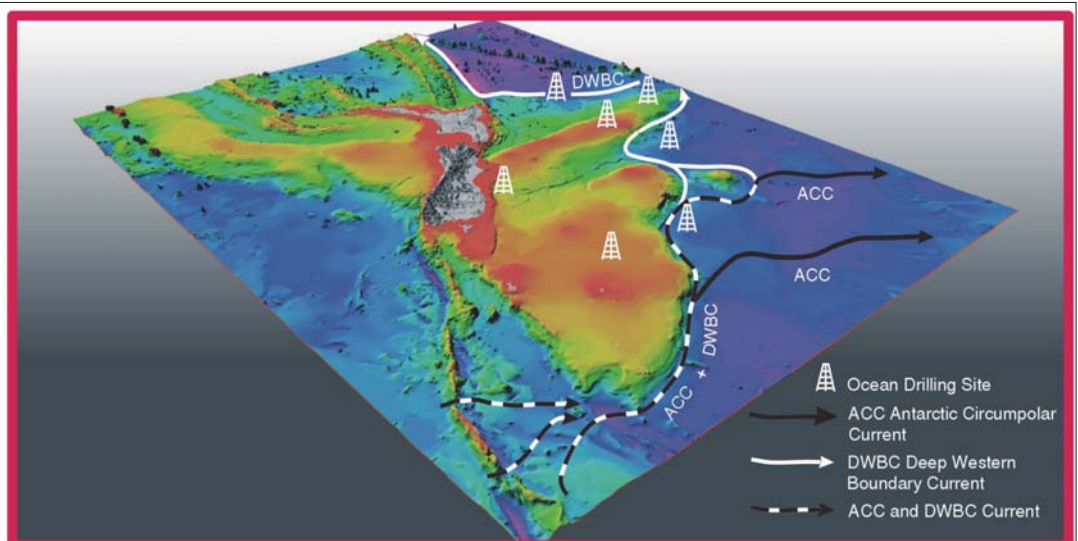 DWBC
ACC
ACC
ACC + DWBC
Ocean Drilling Site
ACC Antarctic Circumpolar
Current
DWBC Deep Western
Boundary Current
ACC and DWBC Current